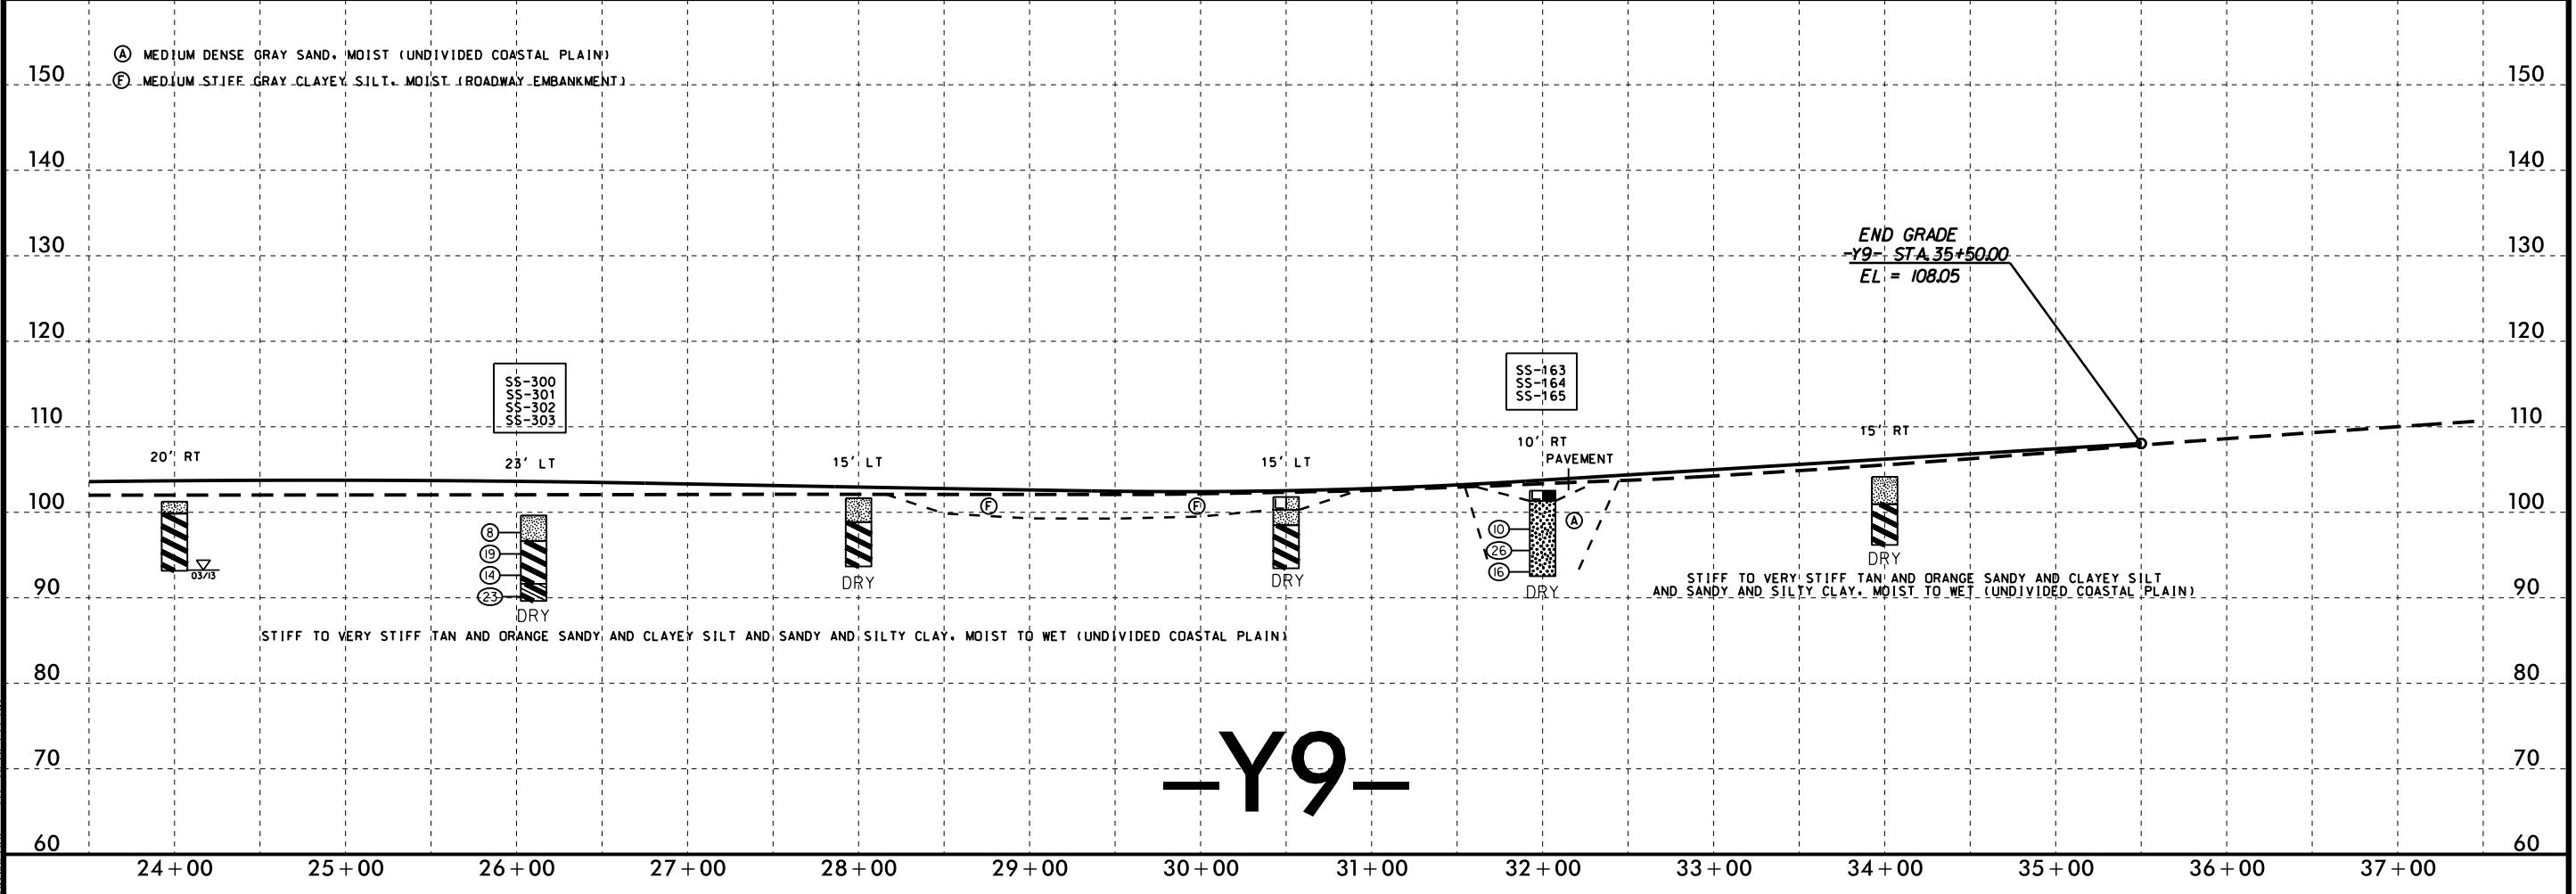 Ⓐ MEDIUM DENSE GRAY SAND, MOIST (UNDIVIDED COASTAL PLAIN)
Ⓕ MEDIUM STIFF GRAY CLAYEY SILT, MOIST (ROADWAY EMBANKMENT)
150 150
140 140
END GRADE
-Y9- STA.35+50.00
EL = 108.05
130 130
120 120
SS-300
SS-301
SS-302
SS-303
SS-163
SS-164
SS-165
110 110
20' RT
23' LT
15' LT
15' LT
10' RT
PAVEMENT
15' RT
100 100
F
F
A
8
19
14
23
10
26
16
03/13
DRY
DRY
DRY
DRY
DRY
90 90
STIFF TO VERY STIFF TAN AND ORANGE SANDY AND CLAYEY SILT
AND SANDY AND SILTY CLAY, MOIST TO WET (UNDIVIDED COASTAL PLAIN)
STIFF TO VERY STIFF TAN AND ORANGE SANDY AND CLAYEY SILT AND SANDY AND SILTY CLAY, MOIST TO WET (UNDIVIDED COASTAL PLAIN)
80 80
70 70
-Y9-
60 60
24+00 25+00 26+00 27+00 28+00 29+00 30+00 31+00 32+00 33+00 34+00 35+00 36+00 37+00